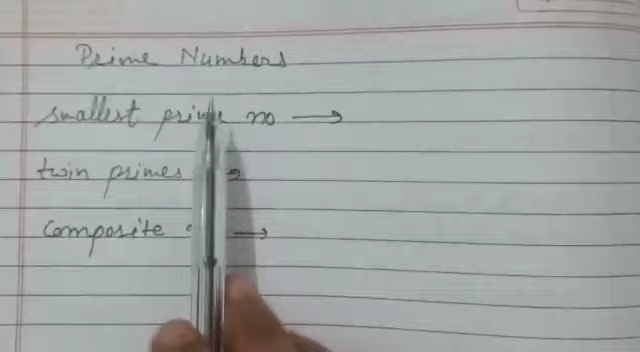 Prime Numbers
smallest prime no →
twin primes →
composite →